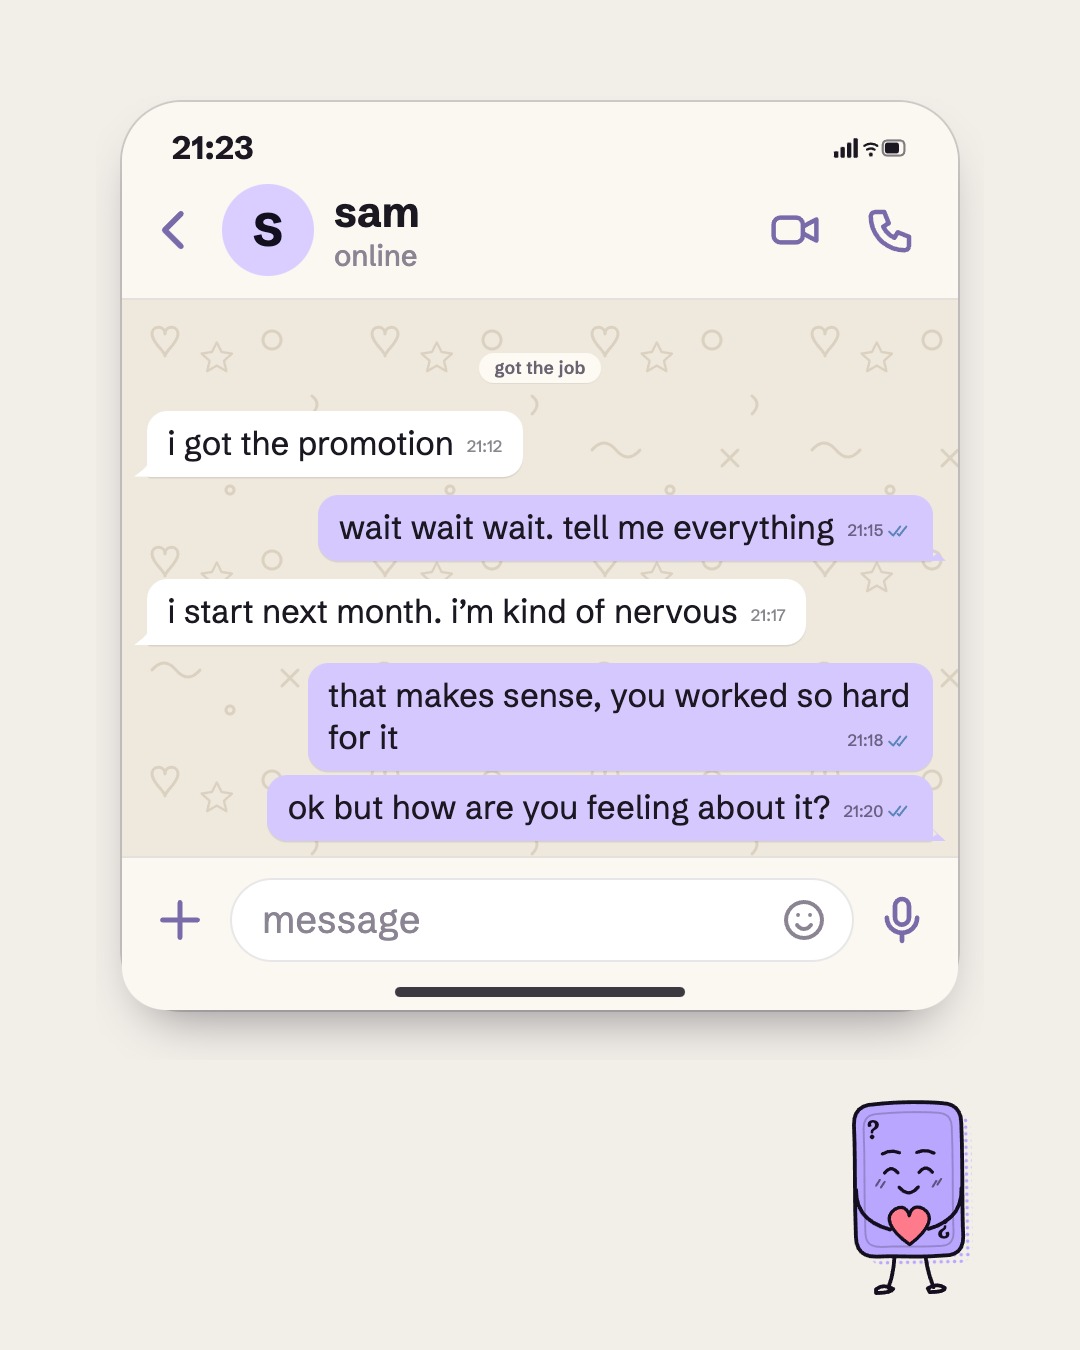 21:23
S
sam
online
got the job
i got the promotion 21:12
wait wait wait. tell me everything 21:15
i start next month. i’m kind of nervous 21:17
that makes sense, you worked so hard
for it 21:18
ok but how are you feeling about it? 21:20
message
?
?